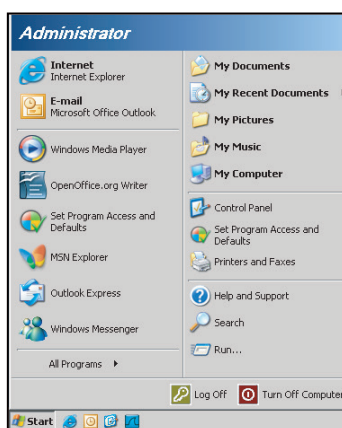 Administrator
Internet
Internet Explorer
E-mail
Microsoft Office Outlook
Windows Media Player
OpenOffice.org Writer
Set Program Access and
Defaults
MSN Explorer
Outlook Express
Windows Messenger
All Programs
My Documents
My Recent Documents
My Pictures
My Music
My Computer
Control Panel
Set Program Access and
Defaults
Printers and Faxes
Help and Support
Search
Run...
Log Off
Turn Off Computer
Start